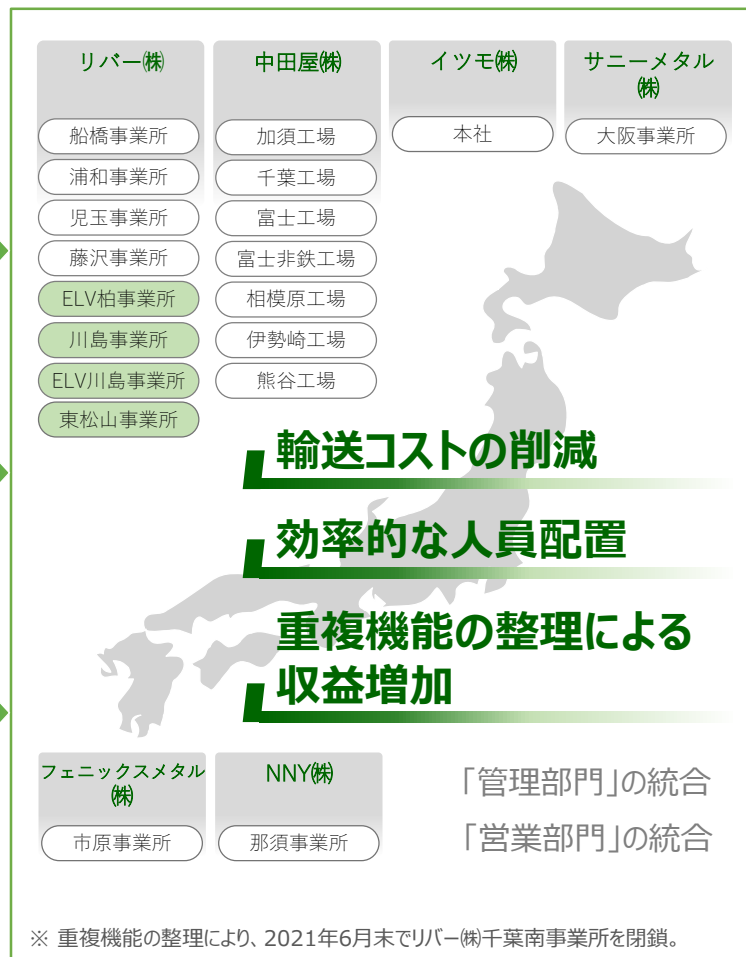 リバー㈱
船橋事業所
浦和事業所
児玉事業所
藤沢事業所
ELV柏事業所
川島事業所
ELV川島事業所
東松山事業所
中田屋㈱
加須工場
千葉工場
富士工場
富士非鉄工場
相模原工場
伊勢崎工場
熊谷工場
イツモ㈱
本社
サニーメタル
㈱
大阪事業所
輸送コストの削減
効率的な人員配置
重複機能の整理による
収益増加
フェニックスメタル
㈱
市原事業所
NNY㈱
那須事業所
「管理部門」の統合
「営業部門」の統合
※ 重複機能の整理により、2021年6月末でリバー㈱千葉南事業所を閉鎖。